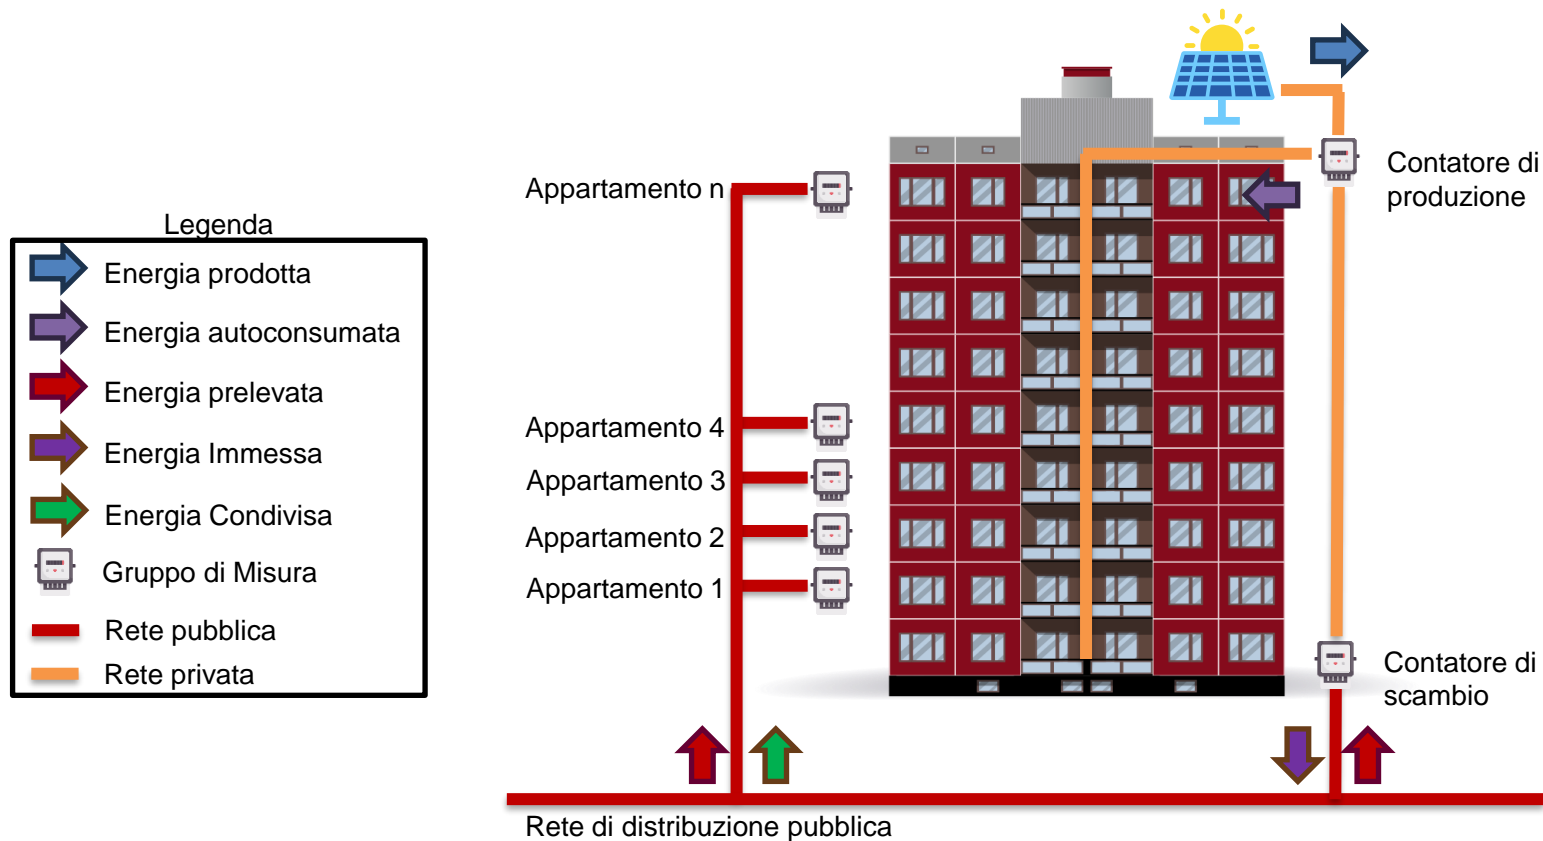 Legenda
Energia prodotta
Energia autoconsumata
Energia prelevata
Energia Immessa
Energia Condivisa
Gruppo di Misura
Rete pubblica
Rete privata
Appartamento n
Appartamento 4
Appartamento 3
Appartamento 2
Appartamento 1
Contatore di
produzione
Contatore di
scambio
Rete di distribuzione pubblica